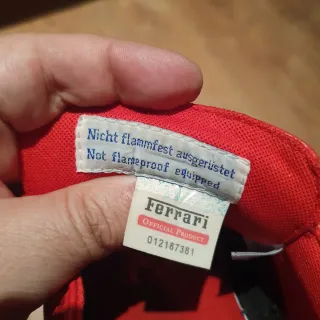 Nicht flammfest ausgerüstet
Not flameproof equipped
Ferrari
OFFICIAL PRODUCT
012167381